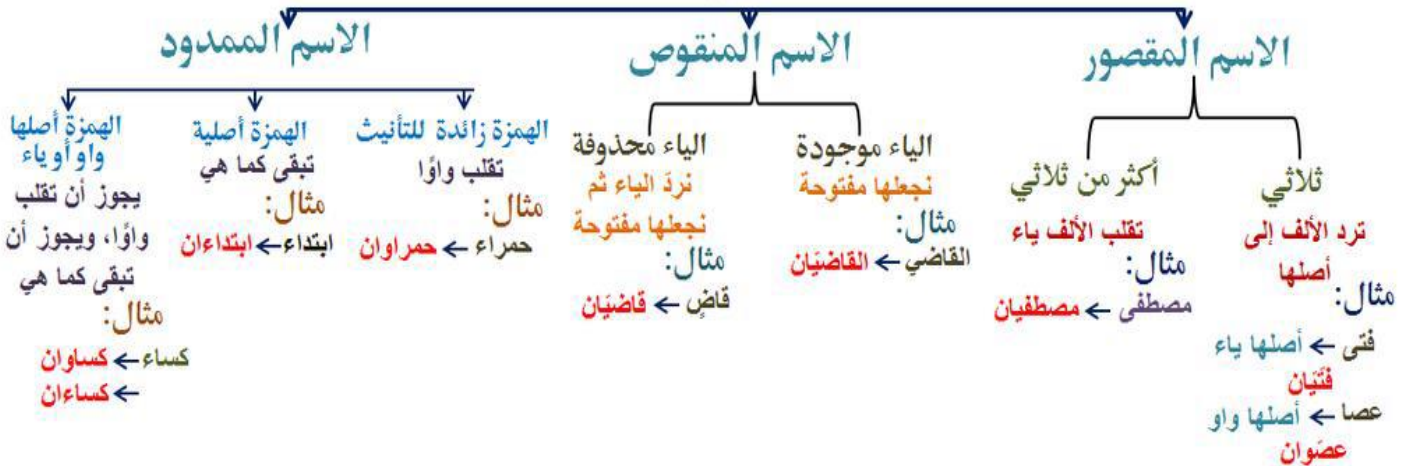 الاسم المقصور
ثلاثي
ترد الألف إلى
أصلها
مثال:
فتى ← أصلها ياء
فتَيَان
عصا ← أصلها واو
عصَوان
أكثر من ثلاثي
تقلب الألف ياء
مثال:
مصطفى ← مصطفيان
الاسم المنقوص
الياء موجودة
نجعلها مفتوحة
مثال:
القاضي ← القاضيَان
الياء محذوفة
نردّ الياء ثم
نجعلها مفتوحة
مثال:
قاضٍ ← قاضيَان
الاسم الممدود
الهمزة زائدة للتأنيث
تقلب واوًا
مثال:
حمراء ← حمراوان
الهمزة أصلية
تبقى كما هي
مثال:
ابتداء ← ابتداءان
الهمزة أصلها
واو أو ياء
يجوز أن تقلب
واوًا، ويجوز أن
تبقى كما هي
مثال:
كساء ← كساوان
← كساءان